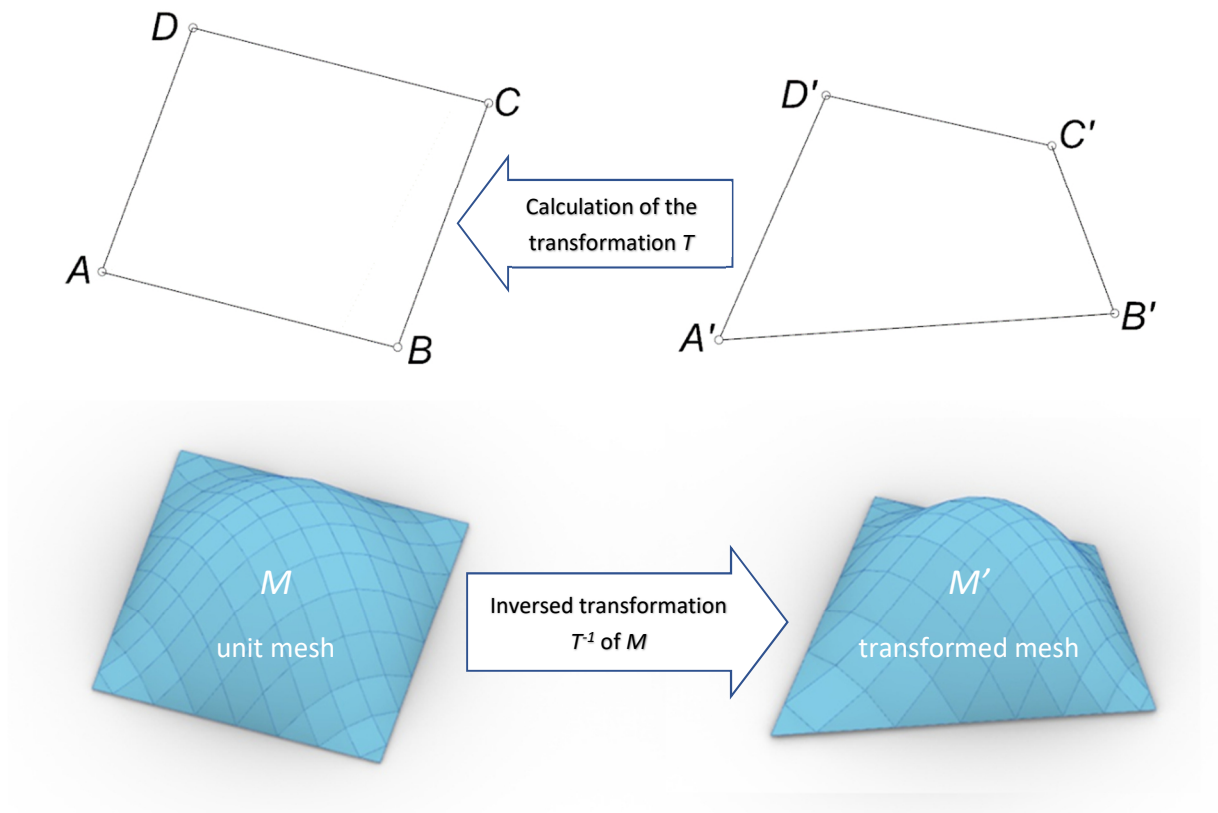 D
C
A
B
Calculation of the
transformation T
D'
C'
A'
B'
M
unit mesh
Inversed transformation
T-1 of M
M'
transformed mesh